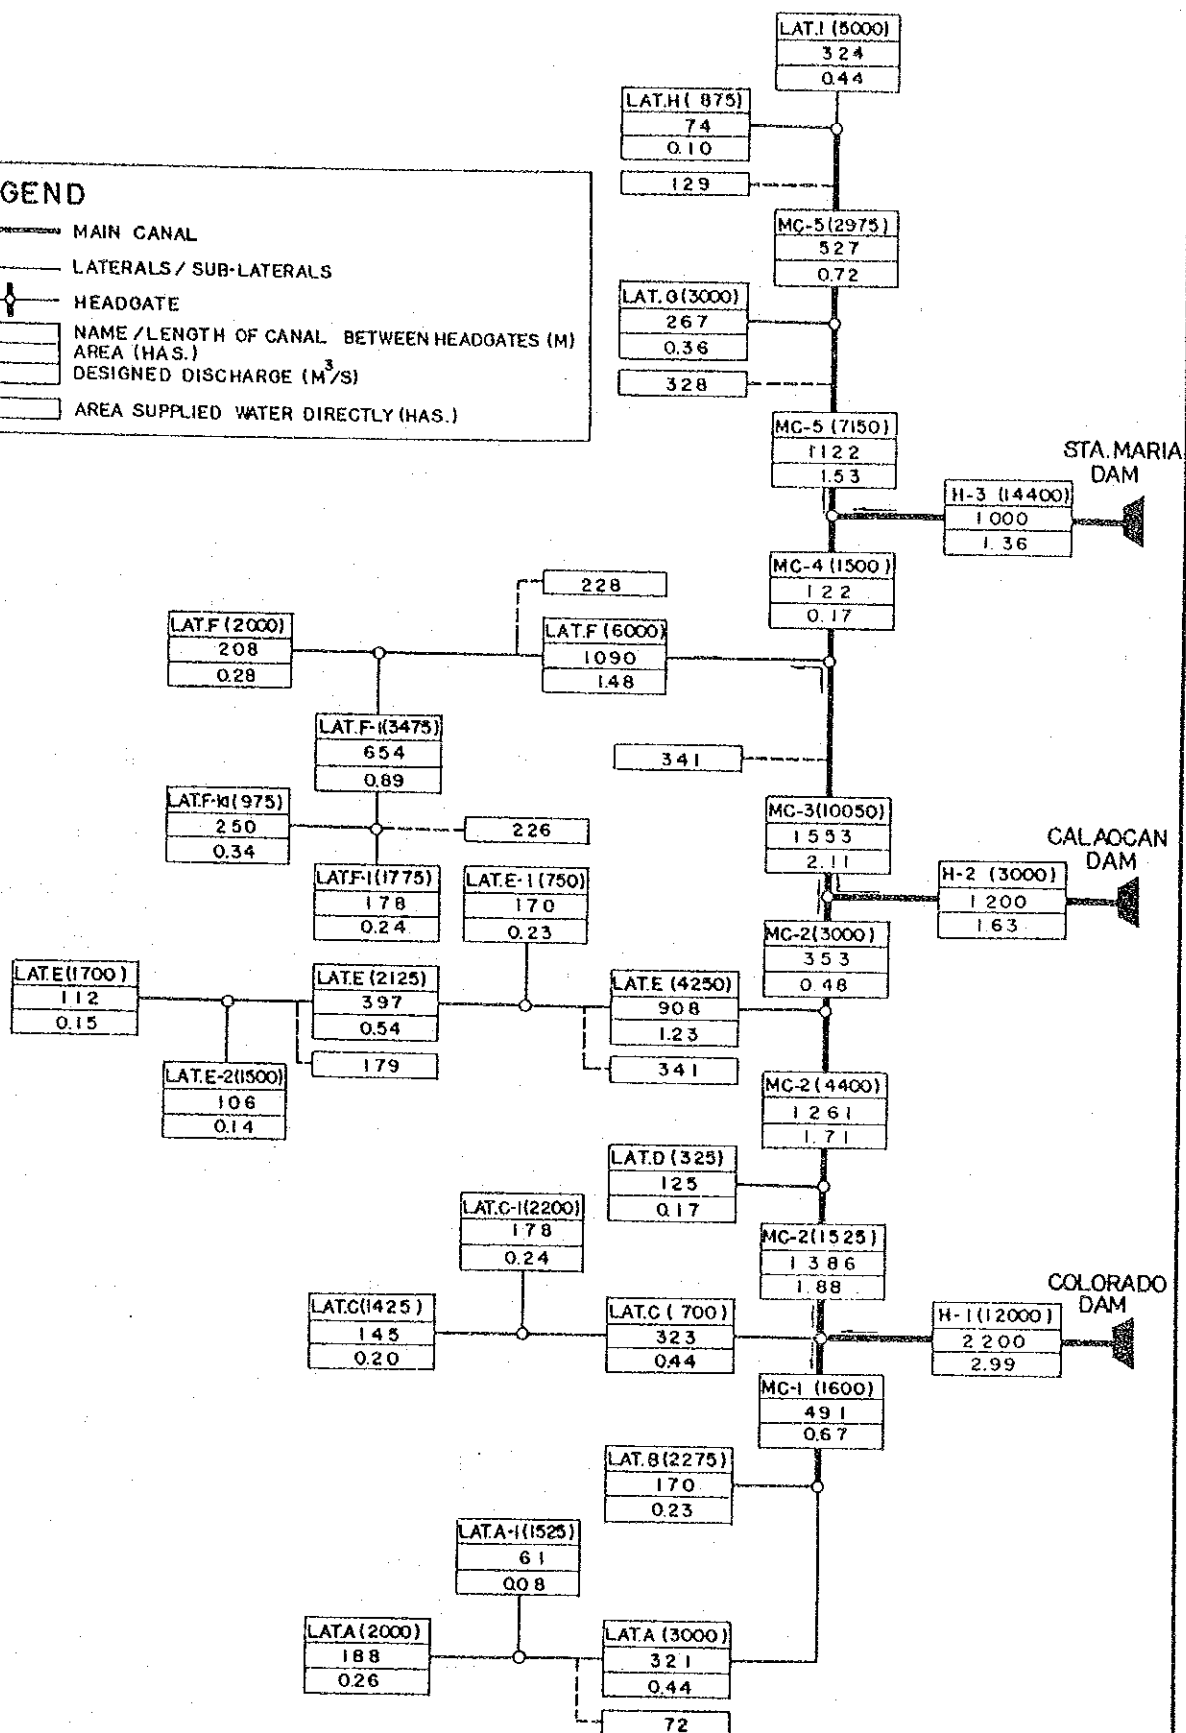 LAT.I (5000)
324
0.44
LAT.H ( 875)
74
0.10
129
GEND
MAIN CANAL
LATERALS / SUB-LATERALS
HEADGATE
NAME / LENGTH OF CANAL BETWEEN HEADGATES (M)
AREA (HAS.)
DESIGNED DISCHARGE (M³/S)
AREA SUPPLIED WATER DIRECTLY (HAS.)
MC-5 (2975)
527
0.72
LAT. G (3000)
267
0.36
328
MC-5 (7150)
1122
1.53
STA. MARIA
DAM
H-3 (14400)
1000
1.36
MC-4 (1500)
122
0.17
228
LAT.F (2000)
208
0.28
LAT.F (6000)
1090
1.48
LAT.F-1(3475)
654
0.89
341
LAT.F-1a(975)
250
0.34
226
MC-3(10050)
1553
2.11
CALAOCAN
DAM
H-2 (3000)
1200
1.63
LAT.F-1(1775)
178
0.24
LAT.E-1 (750)
170
0.23
MC-2(3000)
353
0.48
LAT.E(1700)
112
0.15
LAT.E (2125)
397
0.54
LAT.E (4250)
908
1.23
179
341
LAT.E-2(1500)
106
0.14
MC-2 (4400)
1261
1.71
LAT.D (325)
125
0.17
LAT.C-1(2200)
178
0.24
MC-2(1525)
1386
1.88
COLORADO
DAM
H-1(12000)
2200
2.99
LAT.C(1425)
145
0.20
LAT.C ( 700)
323
0.44
MC-1 (1600)
491
0.67
LAT.B(2275)
170
0.23
LAT.A-1(1525)
61
0.08
LAT.A (2000)
188
0.26
LAT.A (3000)
321
0.44
72